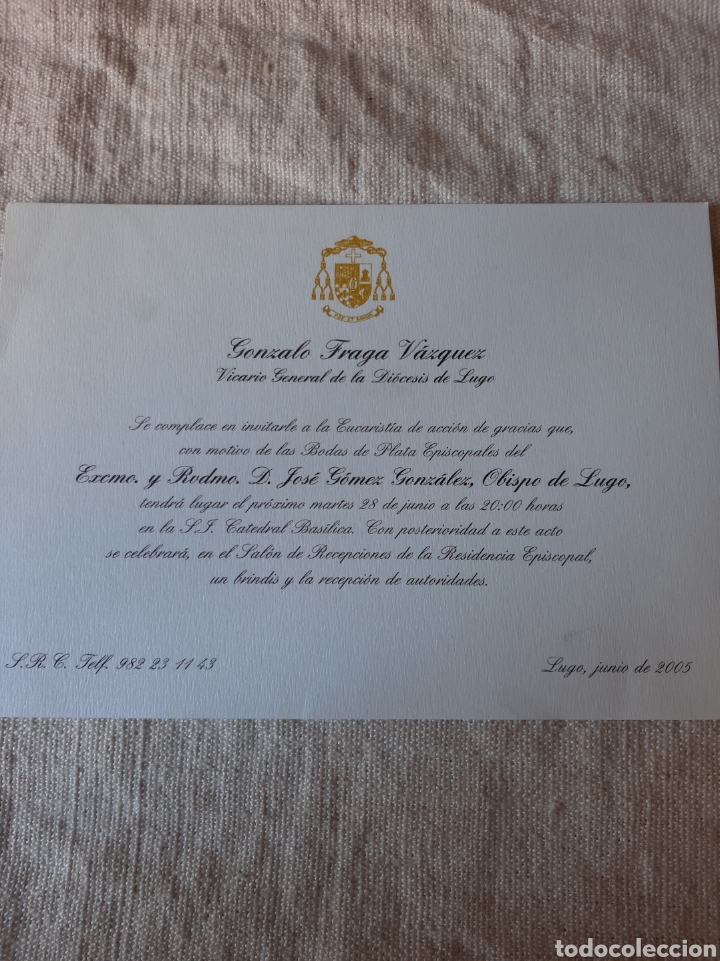 Gonzalo Fraga Vázquez
Vicario General de la Diócesis de Lugo
Se complace en invitarle a la Eucaristía de acción de gracias que,
con motivo de las Bodas de Plata Episcopales del
Excmo. y Rvdmo. D. José Gómez González, Obispo de Lugo,
tendrá lugar el próximo martes 28 de junio a las 20:00 horas
en la S.I. Catedral Basílica. Con posterioridad a este acto
se celebrará, en el Salón de Recepciones de la Residencia Episcopal,
un brindis y la recepción de autoridades.
S.R.C. Telf. 982 23 11 43
Lugo, junio de 2005
todocoleccion